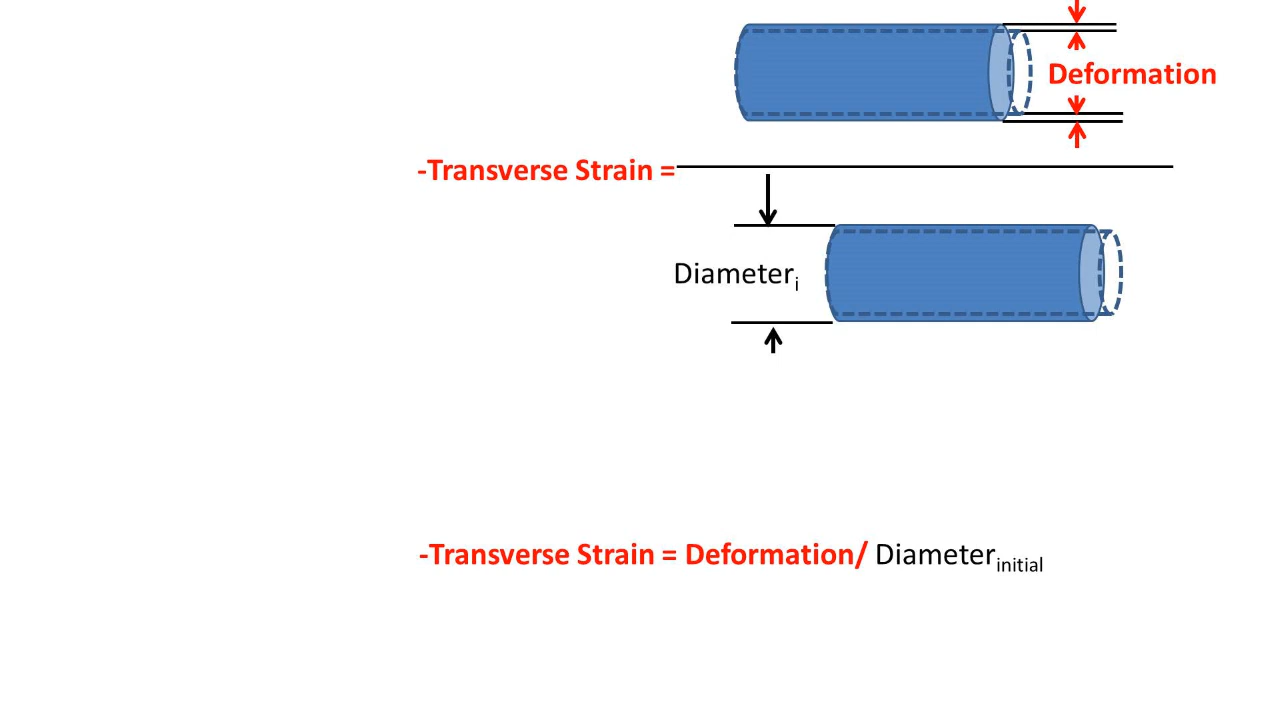 Deformation
-Transverse Strain =
Diameterᵢ
-Transverse Strain = Deformation/ Diameterinitial